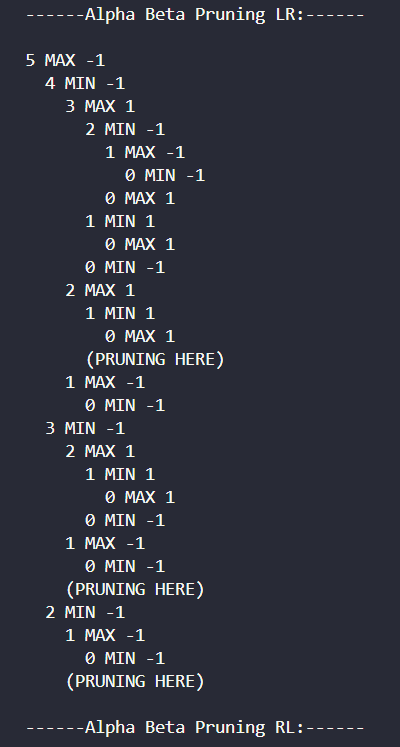 ------Alpha Beta Pruning LR:------
5 MAX -1
4 MIN -1
3 MAX 1
2 MIN -1
1 MAX -1
0 MIN -1
0 MAX 1
1 MIN 1
0 MAX 1
0 MIN -1
2 MAX 1
1 MIN 1
0 MAX 1
(PRUNING HERE)
1 MAX -1
0 MIN -1
3 MIN -1
2 MAX 1
1 MIN 1
0 MAX 1
0 MIN -1
1 MAX -1
0 MIN -1
(PRUNING HERE)
2 MIN -1
1 MAX -1
0 MIN -1
(PRUNING HERE)
------Alpha Beta Pruning RL:------